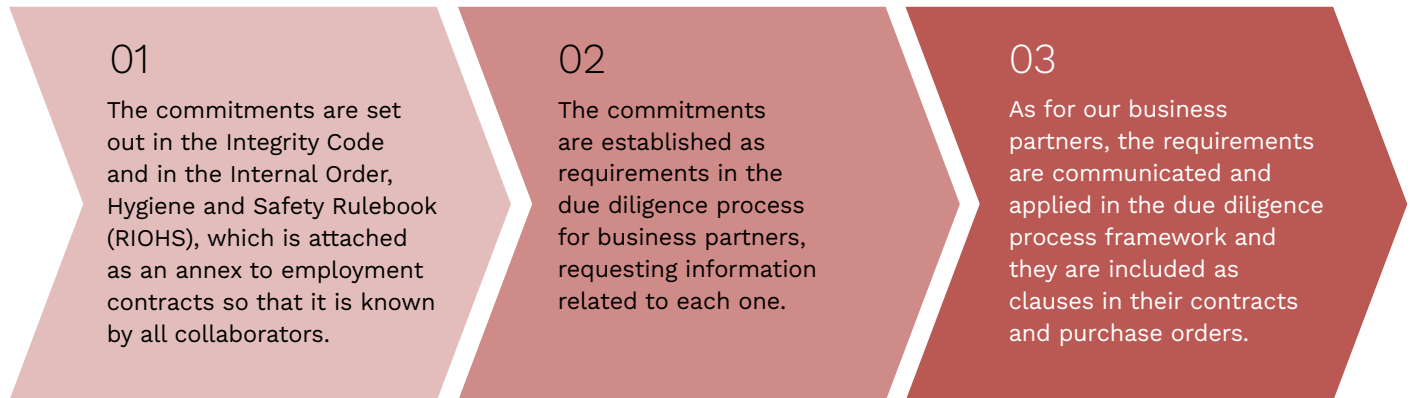 01
The commitments are set
out in the Integrity Code
and in the Internal Order,
Hygiene and Safety Rulebook
(RIOHS), which is attached
as an annex to employment
contracts so that it is known
by all collaborators.
02
The commitments
are established as
requirements in the
due diligence process
for business partners,
requesting information
related to each one.
03
As for our business
partners, the requirements
are communicated and
applied in the due diligence
process framework and
they are included as
clauses in their contracts
and purchase orders.